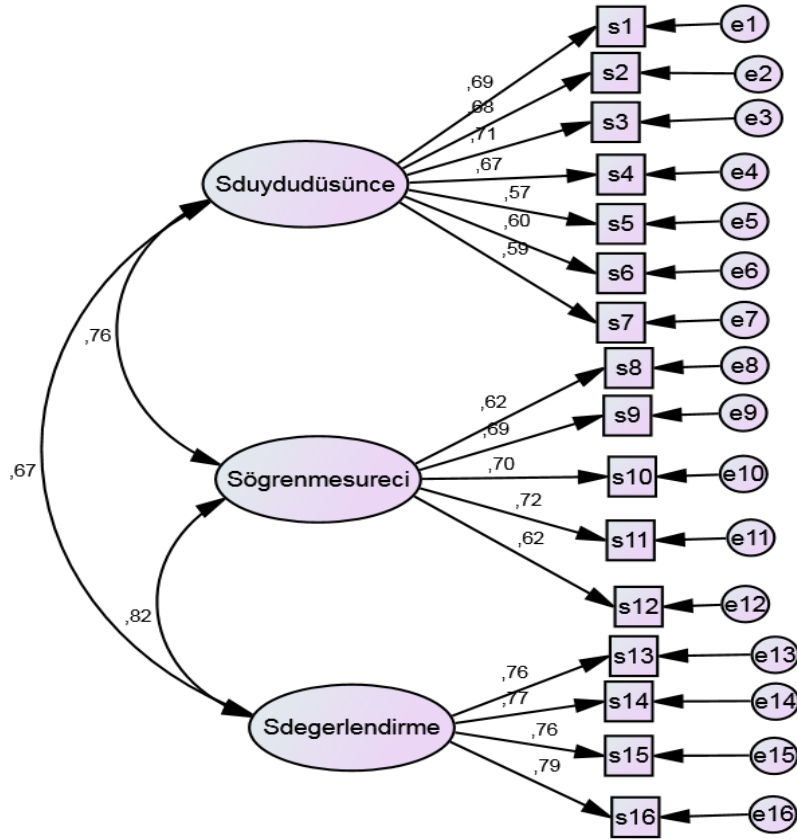 s1 e1
,69
s2 e2
,68
s3 e3
,71
s4 e4
,67
Sduydudüsünce
,57
s5 e5
,60
s6 e6
,59
s7 e7
,76
s8 e8
,62
s9 e9
,69
,67
Sögrenmesureci
,70
s10 e10
,72
s11 e11
,62
s12 e12
,82
s13 e13
,76
s14 e14
,77
Sdegerlendirme
,76
s15 e15
,79
s16 e16